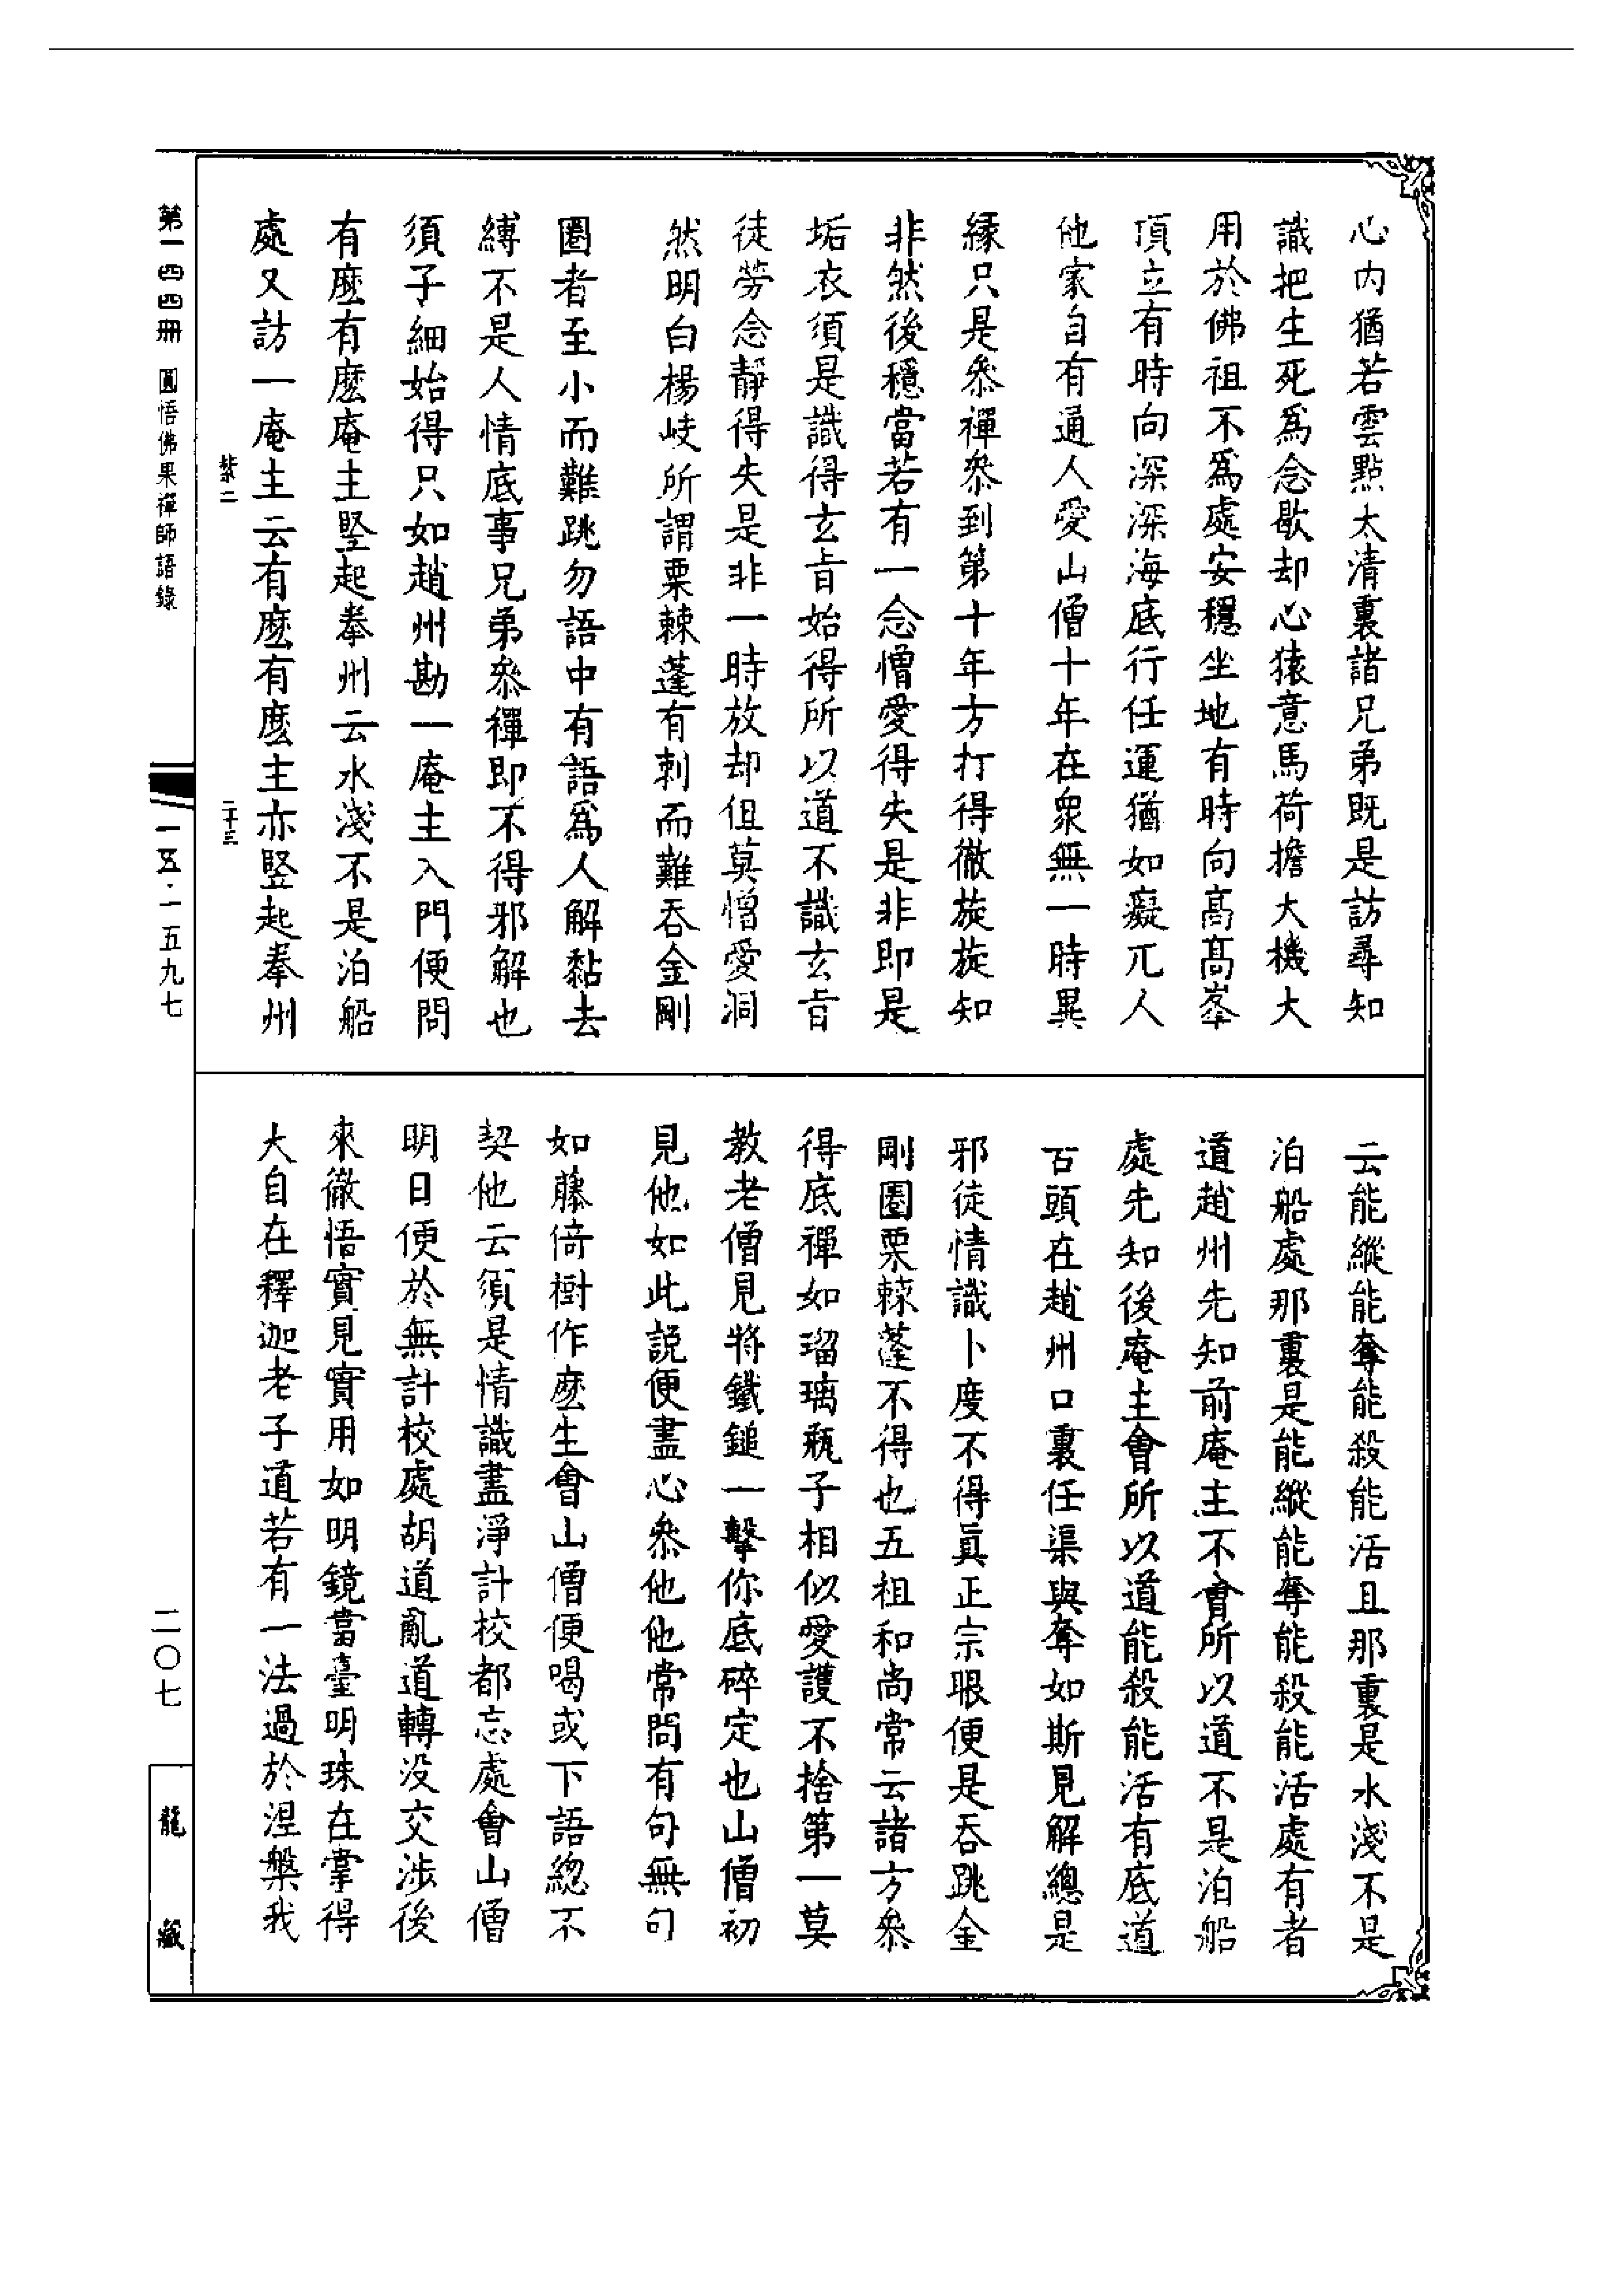 心内猶若雲點太清裏諸兄弟既是訪尋知
識把生死爲念歇却心猿意馬荷擔大機大
用於佛祖不爲處安穩坐地有時向髙髙峯
頂立有時向深深海底行任運猶如癡兀人
他家自有通人愛山僧十年在衆無一時異
緣只是叅禪叅到第十年方打得徹旋旋知
非然後穩當若有一念憎愛得失是非即是
垢衣須是識得玄㫖始得所以道不識玄㫖
徒勞念靜得失是非一時放却但莫憎愛洞
然明白楊岐所謂栗棘蓬有刺而難吞金剛
圈者至小而難跳勿語中有語爲人解黏去
縛不是人情底事兄弟叅禪即不得邪解也
須子細始得只如趙州勘一庵主入門便問
有麽有麽庵主竪起拳州云水淺不是泊船
處又訪一庵主云有麽有麽主亦竪起拳州
紫二
二十三
云能縱能奪能殺能活且那裏是水淺不是
泊船處那裏是能縱能奪能殺能活處有者
道趙州先知前庵主不會所以道不是泊船
處先知後庵主會所以道能殺能活有底道
舌頭在趙州口裏任渠與奪如斯見解總是
邪徒情識卜度不得眞正宗眼便是吞跳金
剛圈栗棘蓬不得也五祖和尚常云諸方叅
得底禪如瑠璃瓶子相似愛護不捨第一莫
教老僧見將鐵鎚一擊你底碎定也山僧初
見他如此説便盡心叅他他常問有句無句
如藤倚樹作麽生會山僧便喝或下語緫不
契他云須是情識盡淨計校都忘處會山僧
明日便於無計校處胡道亂道轉没交涉後
來徹悟實見實用如明鏡當臺明珠在掌得
大自在釋迦老子道若有一法過於涅槃我
第一四四冊 圓悟佛果禪師語錄
一五·一五九七
二〇七
龍藏